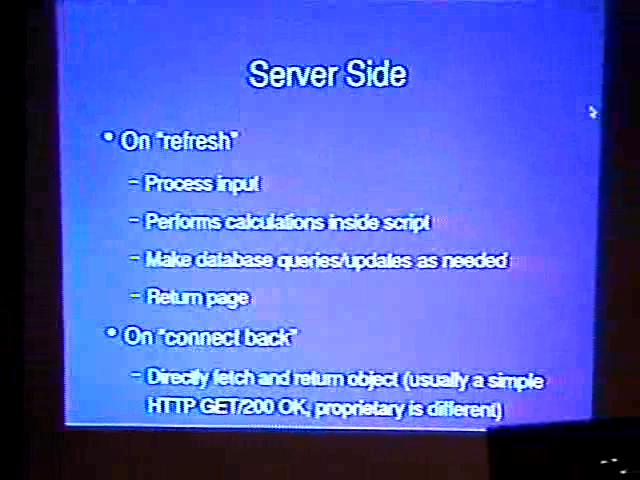 Server Side
• On "refresh"
– Process input
– Performs calculations inside script
– Make database queries/updates as needed
– Return page
• On "connect back"
– Directly fetch and return object (usually a simple
HTTP GET/200 OK, proprietary is different)